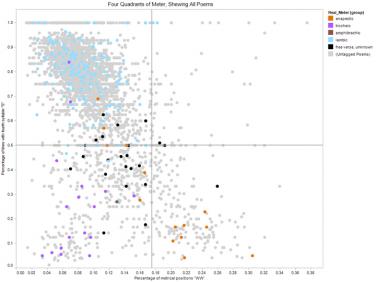 Four Quadrants of Meter, Shewing All Poems
Real_Meter (group)
anapestic
trochaic
iambic
free verse, unknown
(Untagged Poems)
Percentage of lines with fourth syllable "S"
1.0
0.9
0.8
0.7
0.6
0.5
0.4
0.3
0.2
0.1
0.0
0.00 0.02 0.04 0.06 0.08 0.10 0.12 0.14 0.16 0.18 0.20 0.22 0.24 0.26 0.28 0.30 0.32 0.34 0.36 0.38
Percentage of metrical positions "WW"